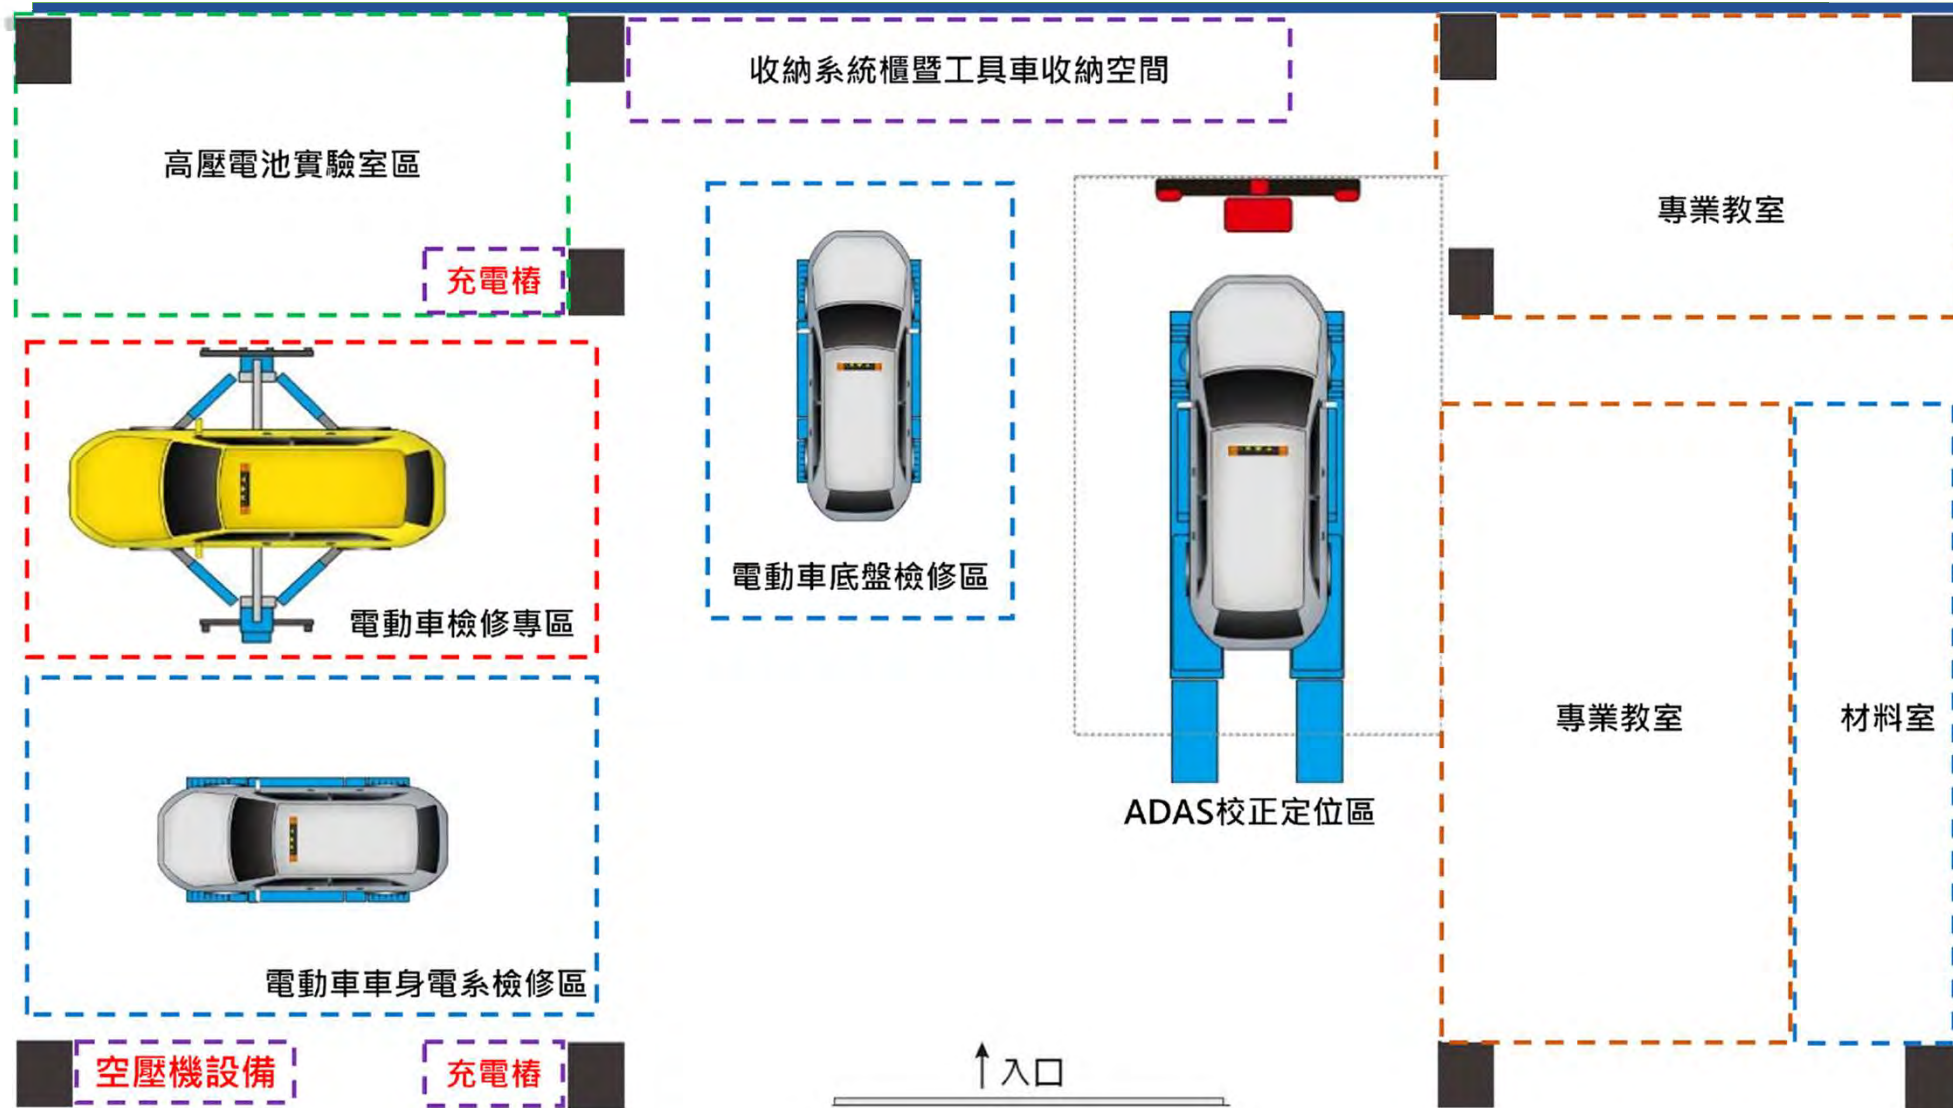 收納系統櫃暨工具車收納空間
高壓電池實驗室區
專業教室
充電樁
電動車底盤檢修區
電動車檢修專區
專業教室
材料室
ADAS校正定位區
電動車車身電系檢修區
空壓機設備
充電樁
入口